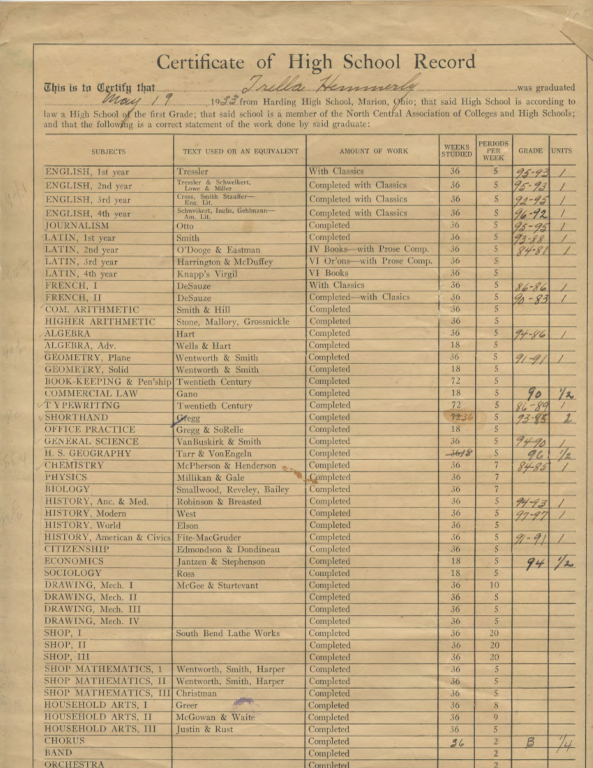 Certificate of High School Record
This is to Certify that Trella Hemmerly was graduated
May 19 1933 from Harding High School, Marion, Ohio; that said High School is according to
law a High School of the first Grade; that said school is a member of the North Central Association of Colleges and High Schools;
and that the following is a correct statement of the work done by said graduate:
SUBJECTS TEXT USED OR AN EQUIVALENT AMOUNT OF WORK WEEKS STUDIED PERIODS PER WEEK GRADE UNITS
ENGLISH, 1st year Tressler With Classics 36 5 95-93 1
ENGLISH, 2nd year Tressler & Schweikert, Lowe & Miller Completed with Classics 36 5 95-93 1
ENGLISH, 3rd year Cross, Smith Stauffer—Eng. Lit. Completed with Classics 36 5 92-95 1
ENGLISH, 4th year Schweikert, Inglis, Gehlmann—Am. Lit. Completed with Classics 36 5 96-92 1
JOURNALISM Otto Completed 36 5 95-95 1
LATIN, 1st year Smith Completed 36 5 93-88 1
LATIN, 2nd year O'Dooge & Eastman IV Books—with Prose Comp. 36 5 84-81 1
LATIN, 3rd year Harrington & McDuffey VI Or'ons—with Prose Comp. 36 5
LATIN, 4th year Knapp's Virgil VI Books 36 5
FRENCH, I DeSauze With Classics 36 5 86-86 1
FRENCH, II DeSauze Completed—with Clasics 36 5 90-83 1
COM. ARITHMETIC Smith & Hill Completed 36 5
HIGHER ARITHMETIC Stone, Mallory, Grossnickle Completed 36 5
ALGEBRA Hart Completed 36 5 94-86 1
ALGEBRA, Adv. Wells & Hart Completed 18 5
GEOMETRY, Plane Wentworth & Smith Completed 36 5 91-91 1
GEOMETRY, Solid Wentworth & Smith Completed 18 5
BOOK-KEEPING & Pen'ship Twentieth Century Completed 72 5
COMMERCIAL LAW Gano Completed 18 5 90 1/2
TYPEWRITING Twentieth Century Completed 72 5 86-89 1
SHORTHAND Gregg Completed 72 36 5 93-85 2
OFFICE PRACTICE Gregg & SoRelle Completed 18 5
GENERAL SCIENCE VanBuskirk & Smith Completed 36 5 94-90 1
H. S. GEOGRAPHY Tarr & VonEngeln Completed 36 18 5 96 1/2
CHEMISTRY McPherson & Henderson Completed 36 7 84-85 1
PHYSICS Millikan & Gale Completed 36 7
BIOLOGY Smallwood, Reveley, Bailey Completed 36 7
HISTORY, Anc. & Med. Robinson & Breasted Completed 36 5 94-93 1
HISTORY, Modern West Completed 36 5 97-97 1
HISTORY, World Elson Completed 36 5
HISTORY, American & Civics Fite-MacGruder Completed 36 5 91-91 1
CITIZENSHIP Edmondson & Dondineau Completed 36 5
ECONOMICS Jantzen & Stephenson Completed 18 5 94 1/2
SOCIOLOGY Ross Completed 18 5
DRAWING, Mech. I McGee & Sturtevant Completed 36 10
DRAWING, Mech. II Completed 36 5
DRAWING, Mech. III Completed 36 5
DRAWING, Mech. IV Completed 36 5
SHOP, I South Bend Lathe Works Completed 36 20
SHOP, II Completed 36 20
SHOP, III Completed 36 20
SHOP MATHEMATICS, I Wentworth, Smith, Harper Completed 36 5
SHOP MATHEMATICS, II Wentworth, Smith, Harper Completed 36 5
SHOP MATHEMATICS, III Christman Completed 36 5
HOUSEHOLD ARTS, I Greer Completed 36 8
HOUSEHOLD ARTS, II McGowan & Waite Completed 36 9
HOUSEHOLD ARTS, III Justin & Rust Completed 36 5
CHORUS Completed 36 2 B 1/4
BAND Completed 2
ORCHESTRA Completed 2